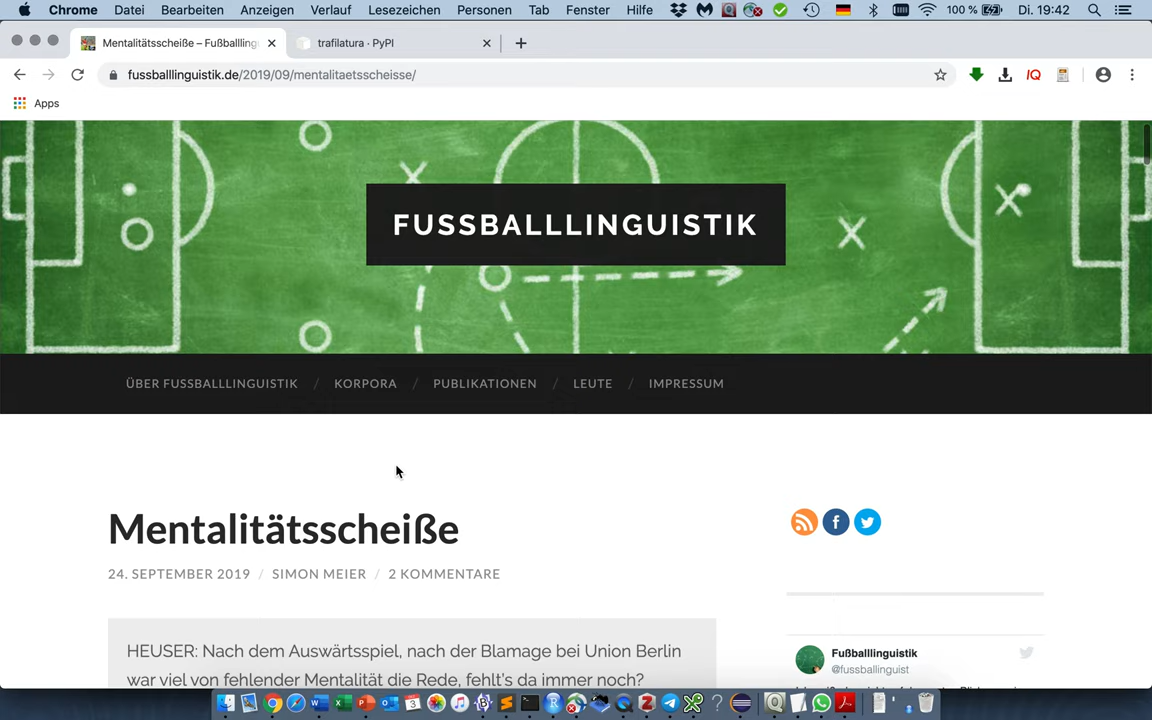 Chrome Datei Bearbeiten Anzeigen Verlauf Lesezeichen Personen Tab Fenster Hilfe 100 % Di. 19:42
Mentalitätsscheiße – Fußballling trafilatura · PyPI
fussballlinguistik.de/2019/09/mentalitaetsscheisse/ IQ
Apps
FUSSBALLLINGUISTIK
ÜBER FUSSBALLLINGUISTIK / KORPORA / PUBLIKATIONEN / LEUTE / IMPRESSUM
Mentalitätsscheiße
24. SEPTEMBER 2019 / SIMON MEIER / 2 KOMMENTARE
HEUSER: Nach dem Auswärtsspiel, nach der Blamage bei Union Berlin
war viel von fehlender Mentalität die Rede, fehlt's da immer noch?
Fußballlinguistik
@fussballinguist